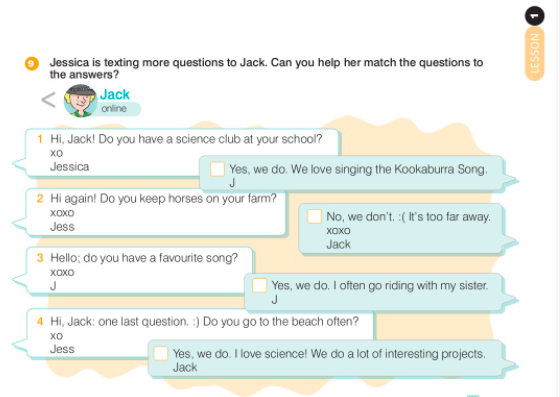 LESSON 1
9 Jessica is texting more questions to Jack. Can you help her match the questions to
the answers?
< Jack
online
1 Hi, Jack! Do you have a science club at your school?
xo
Jessica
Yes, we do. We love singing the Kookaburra Song.
J
2 Hi again! Do you keep horses on your farm?
xoxo
Jess
No, we don't. :( It's too far away.
xoxo
Jack
3 Hello; do you have a favourite song?
xoxo
J
Yes, we do. I often go riding with my sister.
J
4 Hi, Jack: one last question. :) Do you go to the beach often?
xo
Jess
Yes, we do. I love science! We do a lot of interesting projects.
Jack